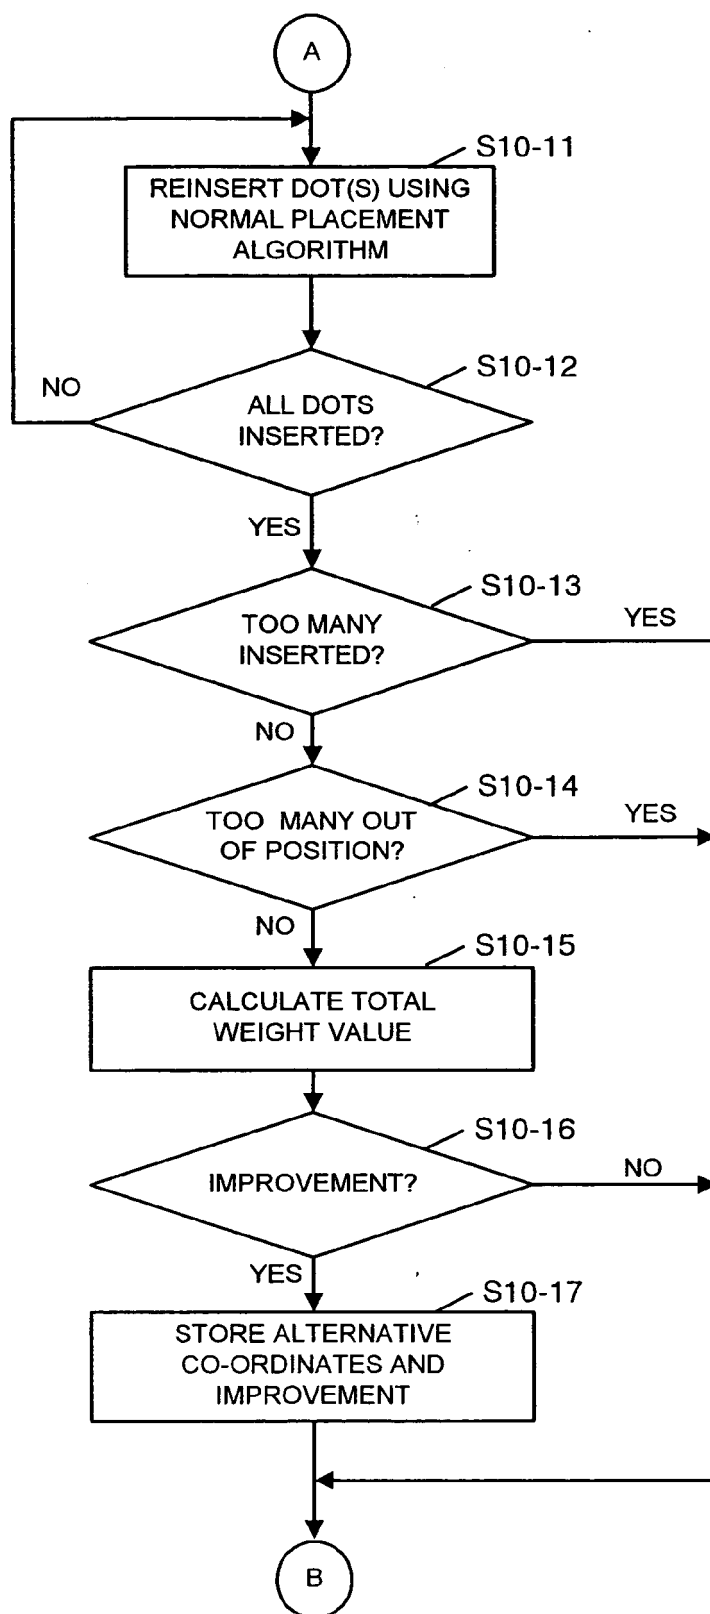 A
S10-11
REINSERT DOT(S) USING
NORMAL PLACEMENT
ALGORITHM
S10-12
NO
ALL DOTS
INSERTED?
YES
S10-13
TOO MANY
INSERTED?
YES
NO
S10-14
TOO MANY OUT
OF POSITION?
YES
NO
S10-15
CALCULATE TOTAL
WEIGHT VALUE
S10-16
IMPROVEMENT?
NO
YES
S10-17
STORE ALTERNATIVE
CO-ORDINATES AND
IMPROVEMENT
B